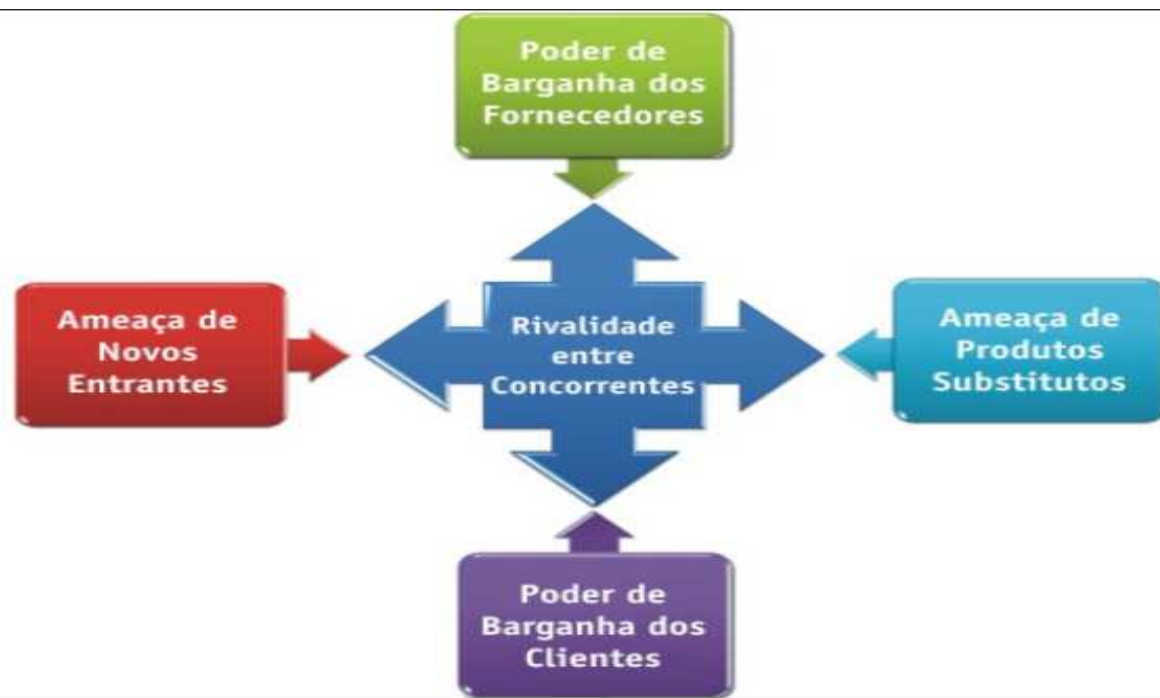 Poder de
Barganha dos
Fornecedores
Ameaça de
Novos
Entrantes
Rivalidade
entre
Concorrentes
Ameaça de
Produtos
Substitutos
Poder de
Barganha dos
Clientes